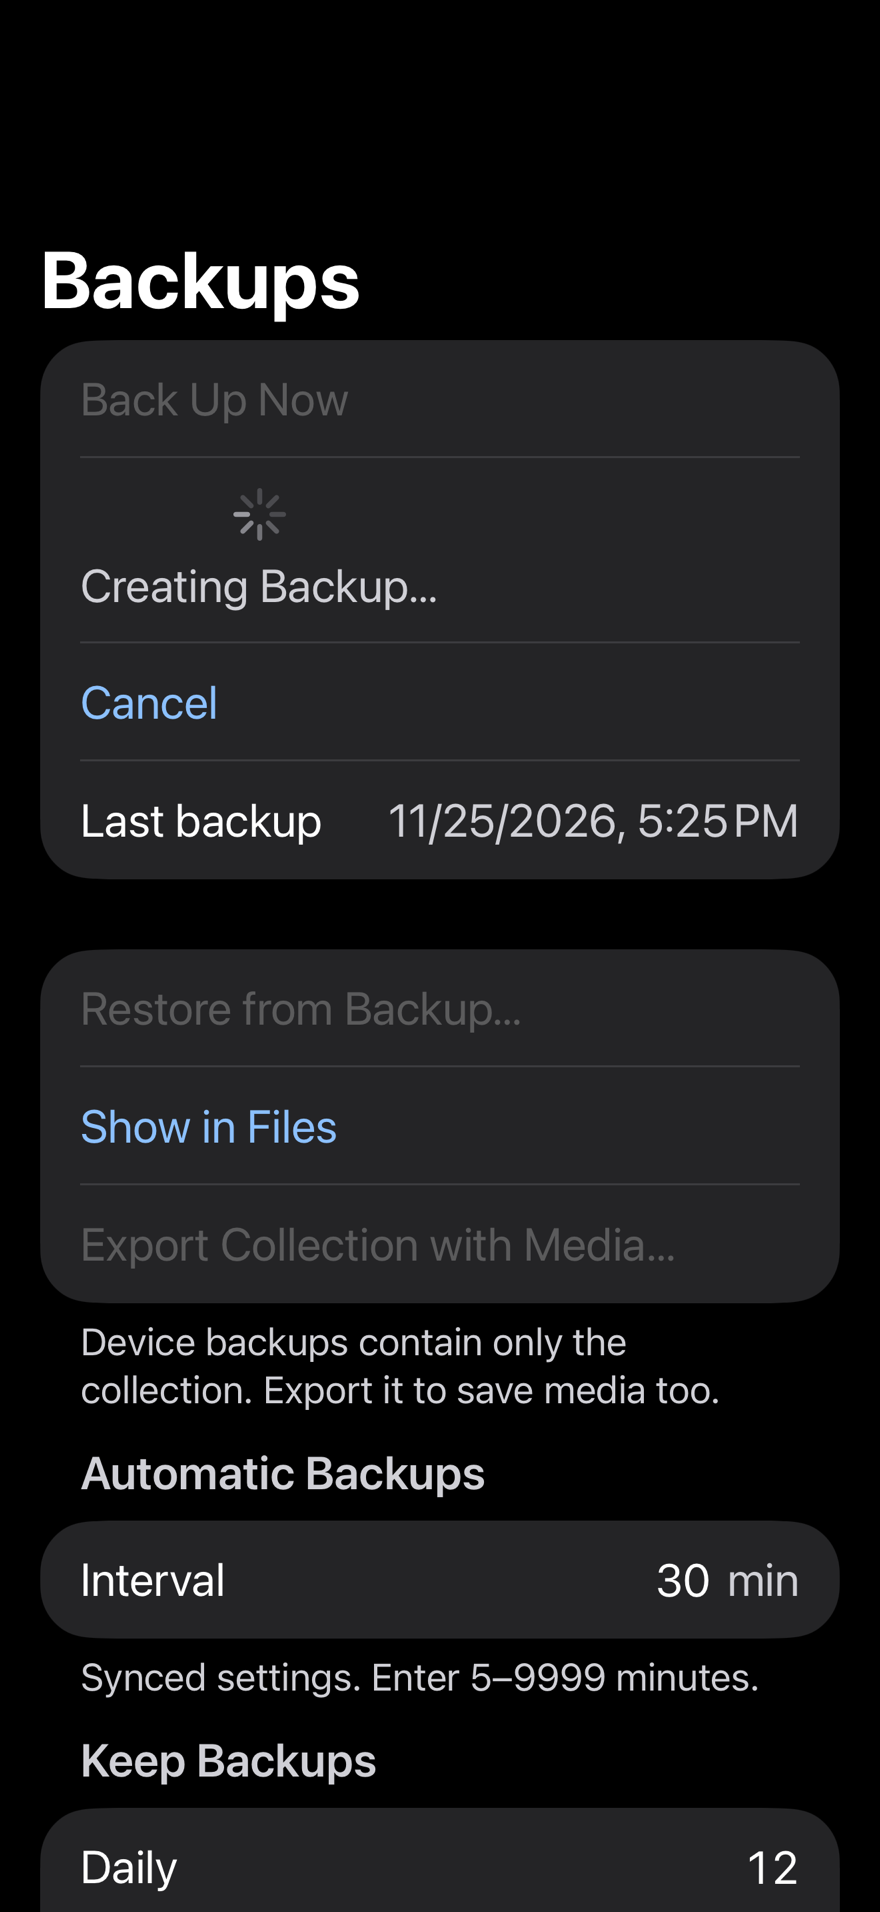 Backups
Back Up Now
Creating Backup...
Cancel
Last backup 11/25/2026, 5:25 PM
Restore from Backup...
Show in Files
Export Collection with Media...
Device backups contain only the
collection. Export it to save media too.
Automatic Backups
Interval 30 min
Synced settings. Enter 5–9999 minutes.
Keep Backups
Daily 12